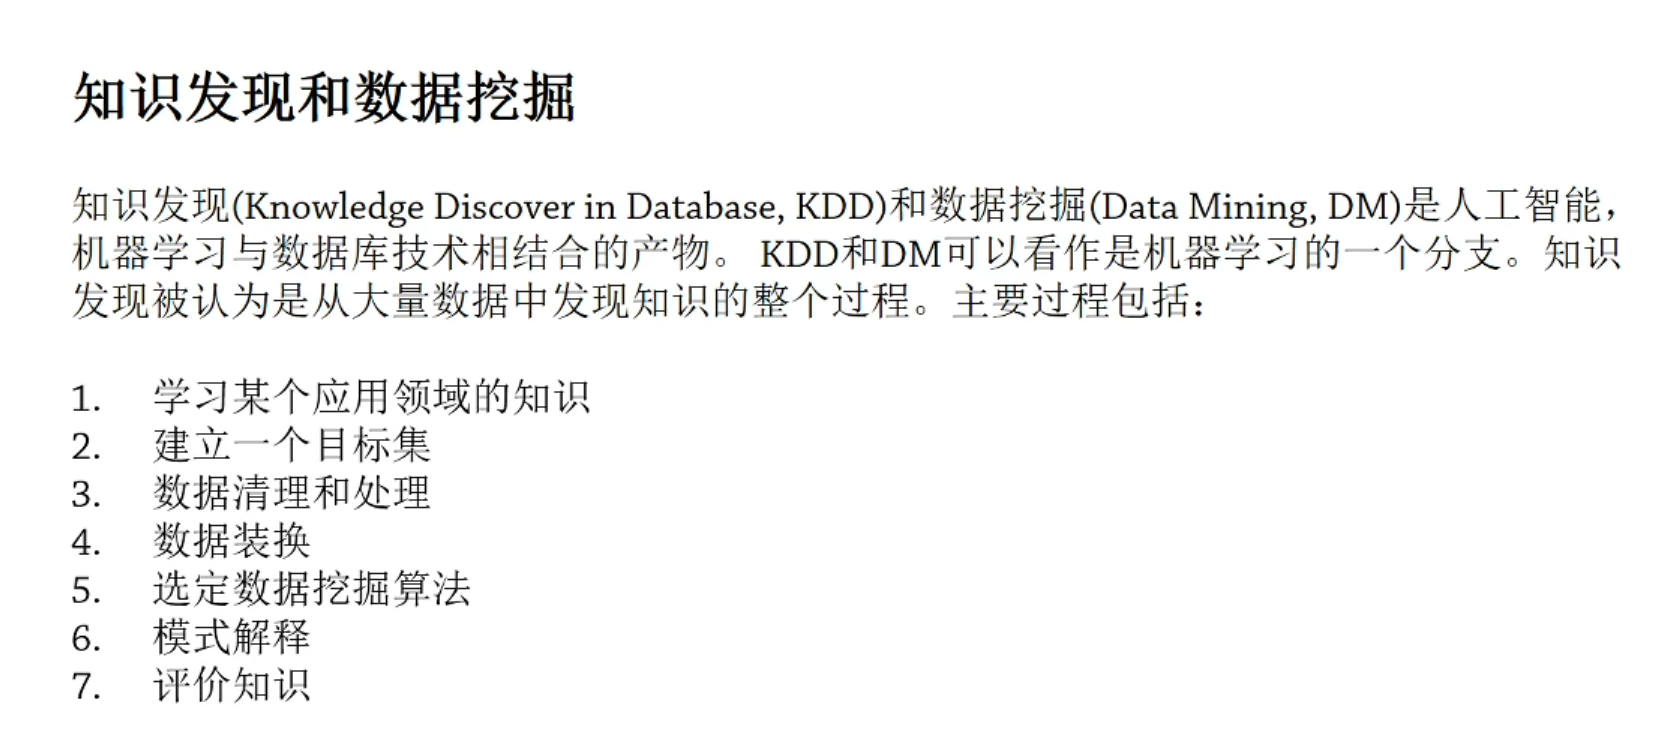 知识发现和数据挖掘
知识发现(Knowledge Discover in Database, KDD)和数据挖掘(Data Mining, DM)是人工智能，
机器学习与数据库技术相结合的产物。 KDD和DM可以看作是机器学习的一个分支。知识
发现被认为是从大量数据中发现知识的整个过程。主要过程包括：
1. 学习某个应用领域的知识
2. 建立一个目标集
3. 数据清理和处理
4. 数据装换
5. 选定数据挖掘算法
6. 模式解释
7. 评价知识